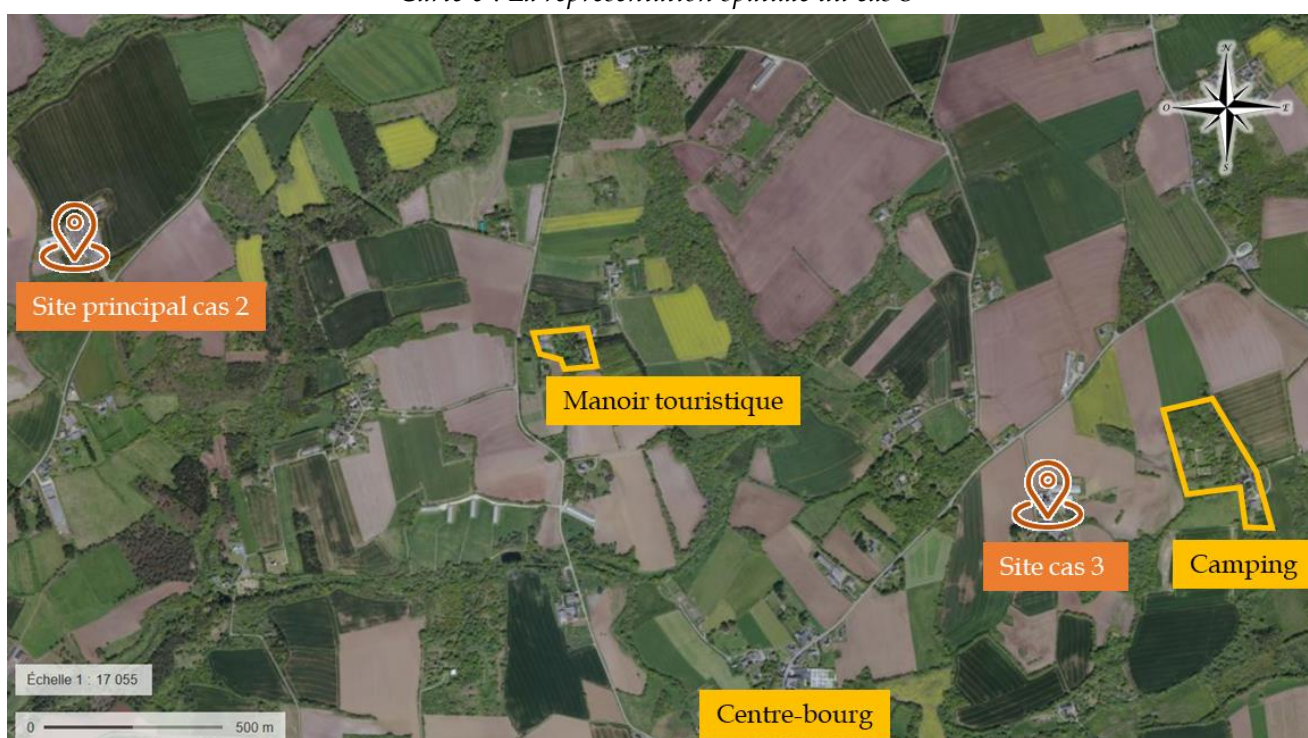 N
O
E
S
Site principal cas 2
Manoir touristique
Site cas 3
Camping
Centre-bourg
Échelle 1 : 17 055
0 500 m